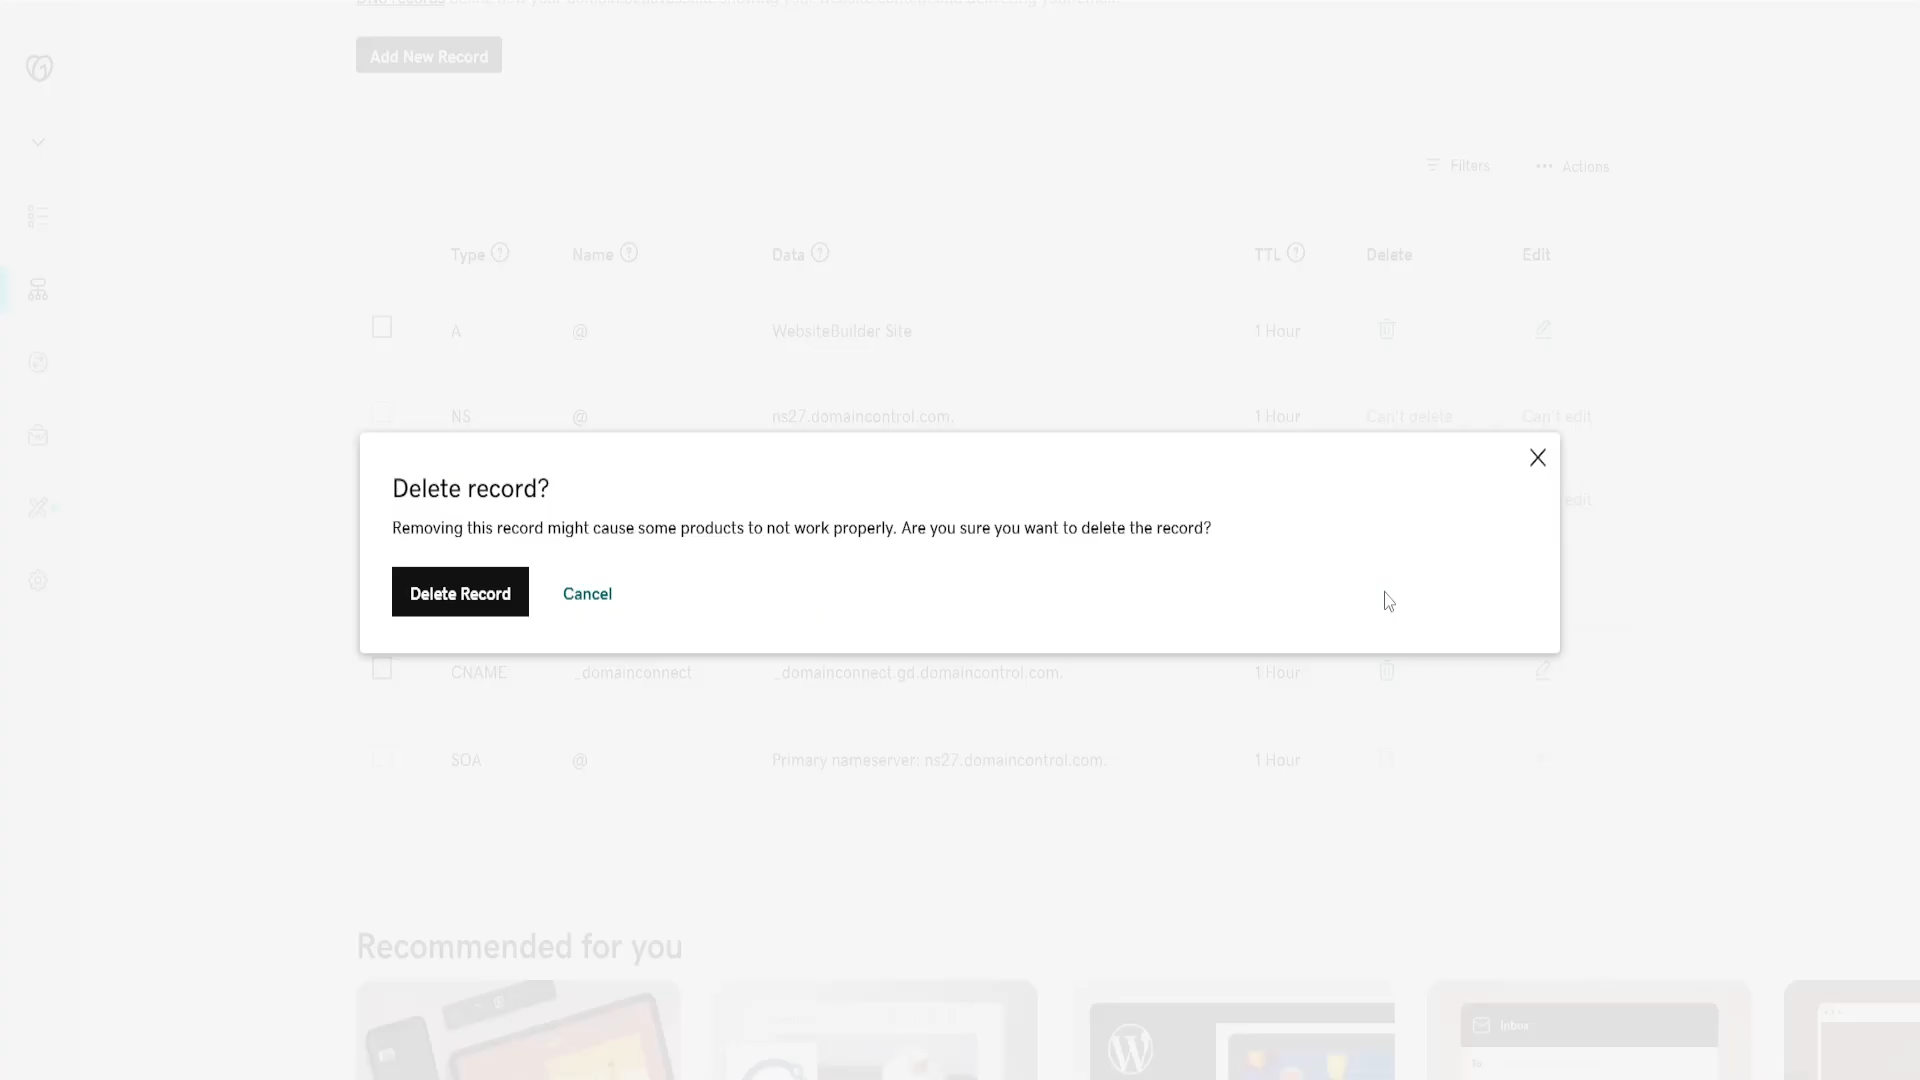 Add New Record
Filters
Actions
Type Name Data TTL Delete Edit
A @ WebsiteBuilder Site 1 Hour
NS @ ns27.domaincontrol.com. 1 Hour Can't delete Can't edit
edit
Delete record?
Removing this record might cause some products to not work properly. Are you sure you want to delete the record?
Delete Record Cancel
CNAME _domainconnect _domainconnect.gd.domaincontrol.com. 1 Hour
SOA @ Primary nameserver: ns27.domaincontrol.com. 1 Hour
Recommended for you
Inbox
To